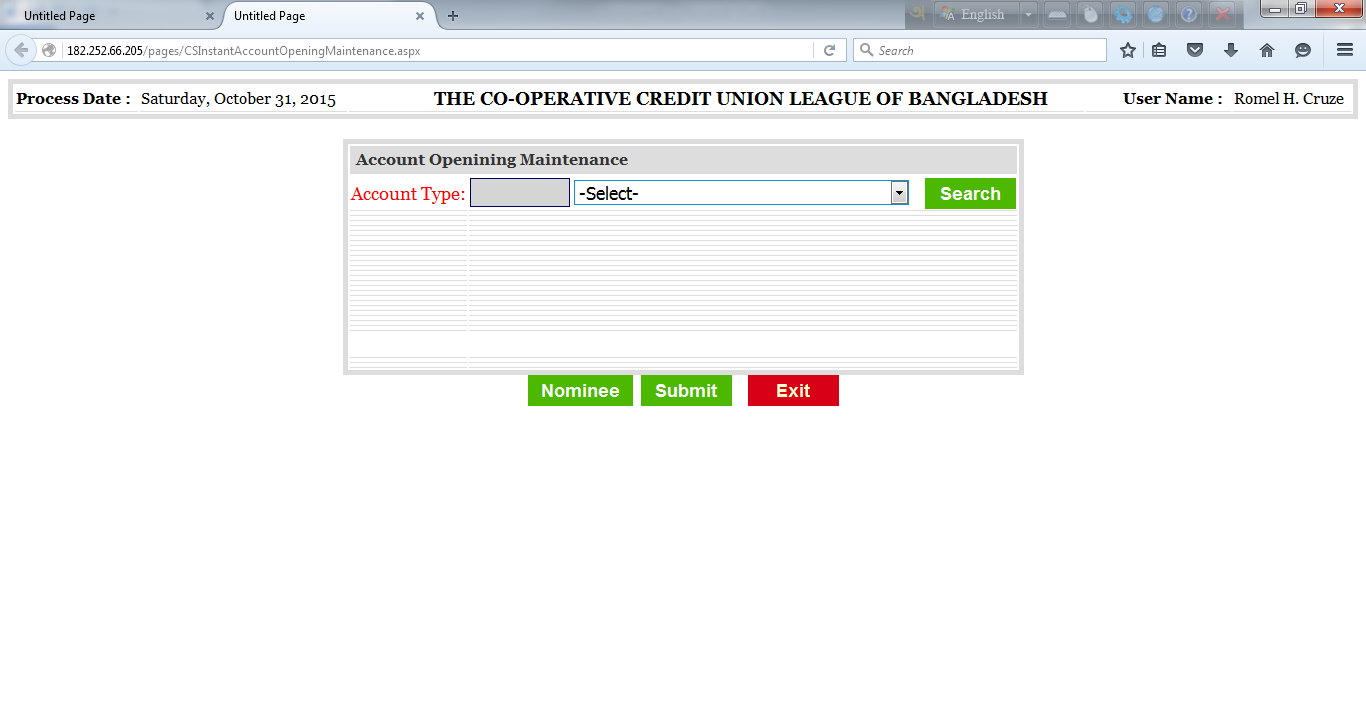 Untitled Page
Untitled Page
English
182.252.66.205/pages/CSInstantAccountOpeningMaintenance.aspx
Search
Process Date : Saturday, October 31, 2015 THE CO-OPERATIVE CREDIT UNION LEAGUE OF BANGLADESH User Name : Romel H. Cruze
Account Openining Maintenance
Account Type: -Select- Search
Nominee Submit Exit